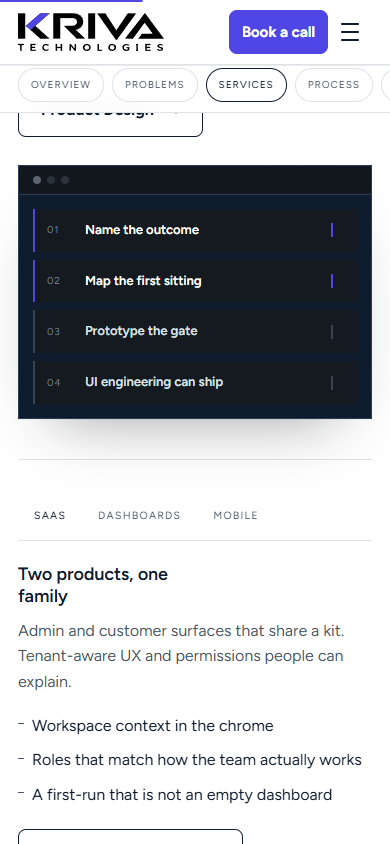 KRIVA
TECHNOLOGIES
Book a call
OVERVIEW
PROBLEMS
SERVICES
PROCESS
Product Design
01 Name the outcome
02 Map the first sitting
03 Prototype the gate
04 UI engineering can ship
SAAS
DASHBOARDS
MOBILE
Two products, one
family
Admin and customer surfaces that share a kit.
Tenant-aware UX and permissions people can
explain.
Workspace context in the chrome
Roles that match how the team actually works
A first-run that is not an empty dashboard